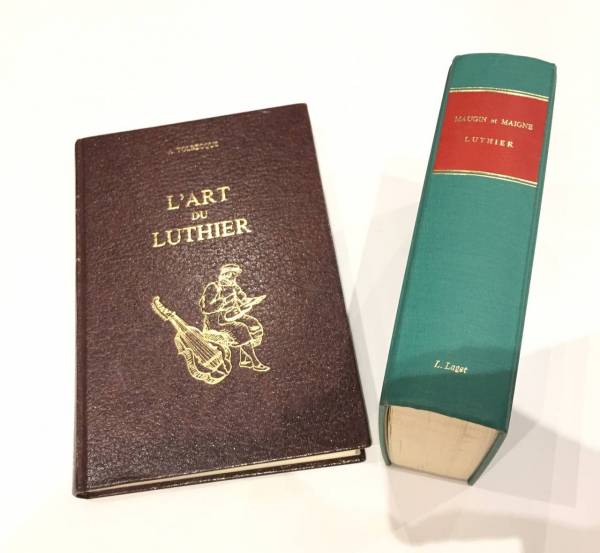 A. TOLBECQUE
L'ART
DU
LUTHIER
MAUGIN et MAIGNE
LUTHIER
L. Laget